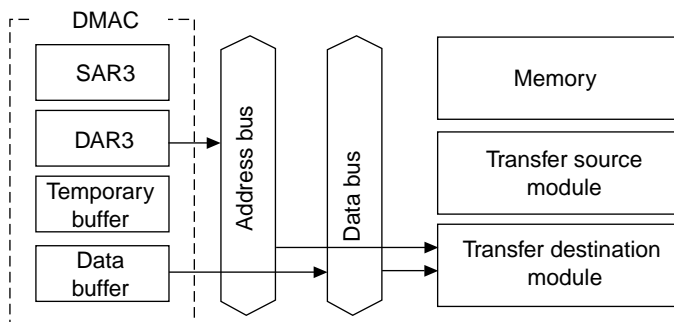 DMAC
SAR3
DAR3
Temporary
buffer
Data
buffer
Address bus
Data bus
Memory
Transfer source
module
Transfer destination
module